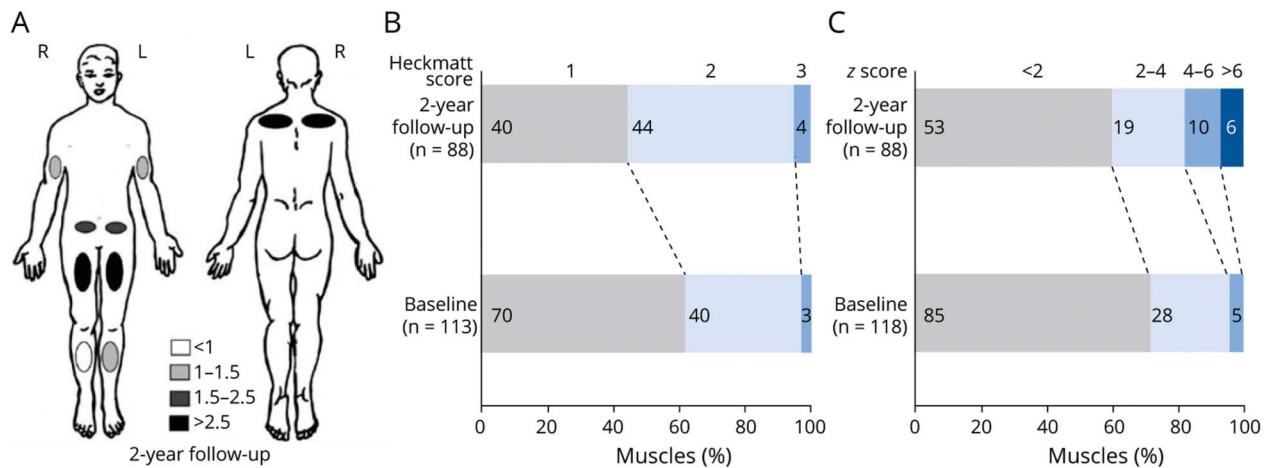 A
R L L R
<1
1–1.5
1.5–2.5
>2.5
2-year follow-up
B
Heckmatt
score
1 2 3
2-year
follow-up
(n = 88)
40 44 4
Baseline
(n = 113)
70 40 3
0 20 40 60 80 100
Muscles (%)
C
z score
<2 2–4 4–6 >6
2-year
follow-up
(n = 88)
53 19 10 6
Baseline
(n = 118)
85 28 5
0 20 40 60 80 100
Muscles (%)